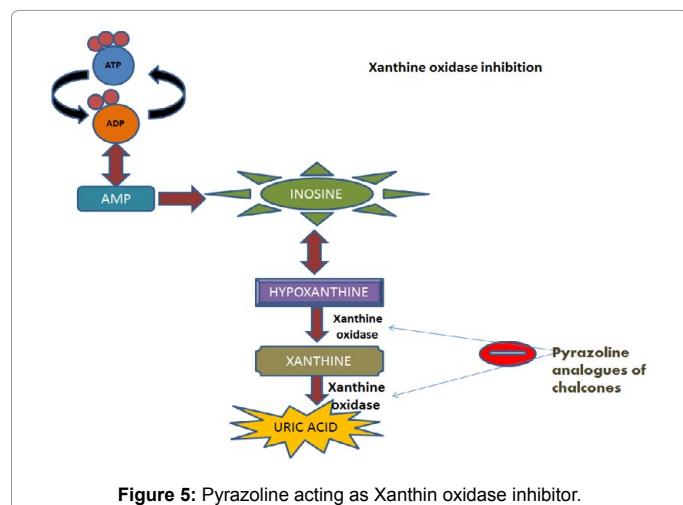 ATP
Xanthine oxidase inhibition
ADP
AMP
INOSINE
HYPOXANTHINE
Xanthine
oxidase
XANTHINE
Pyrazoline
analogues of
chalcones
Xanthine
oxidase
URIC ACID
Figure 5: Pyrazoline acting as Xanthin oxidase inhibitor.